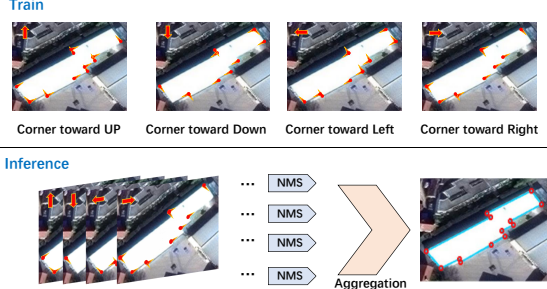 Train
Corner toward UP
Corner toward Down
Corner toward Left
Corner toward Right
Inference
... NMS
... NMS
... NMS
... NMS
Aggregation